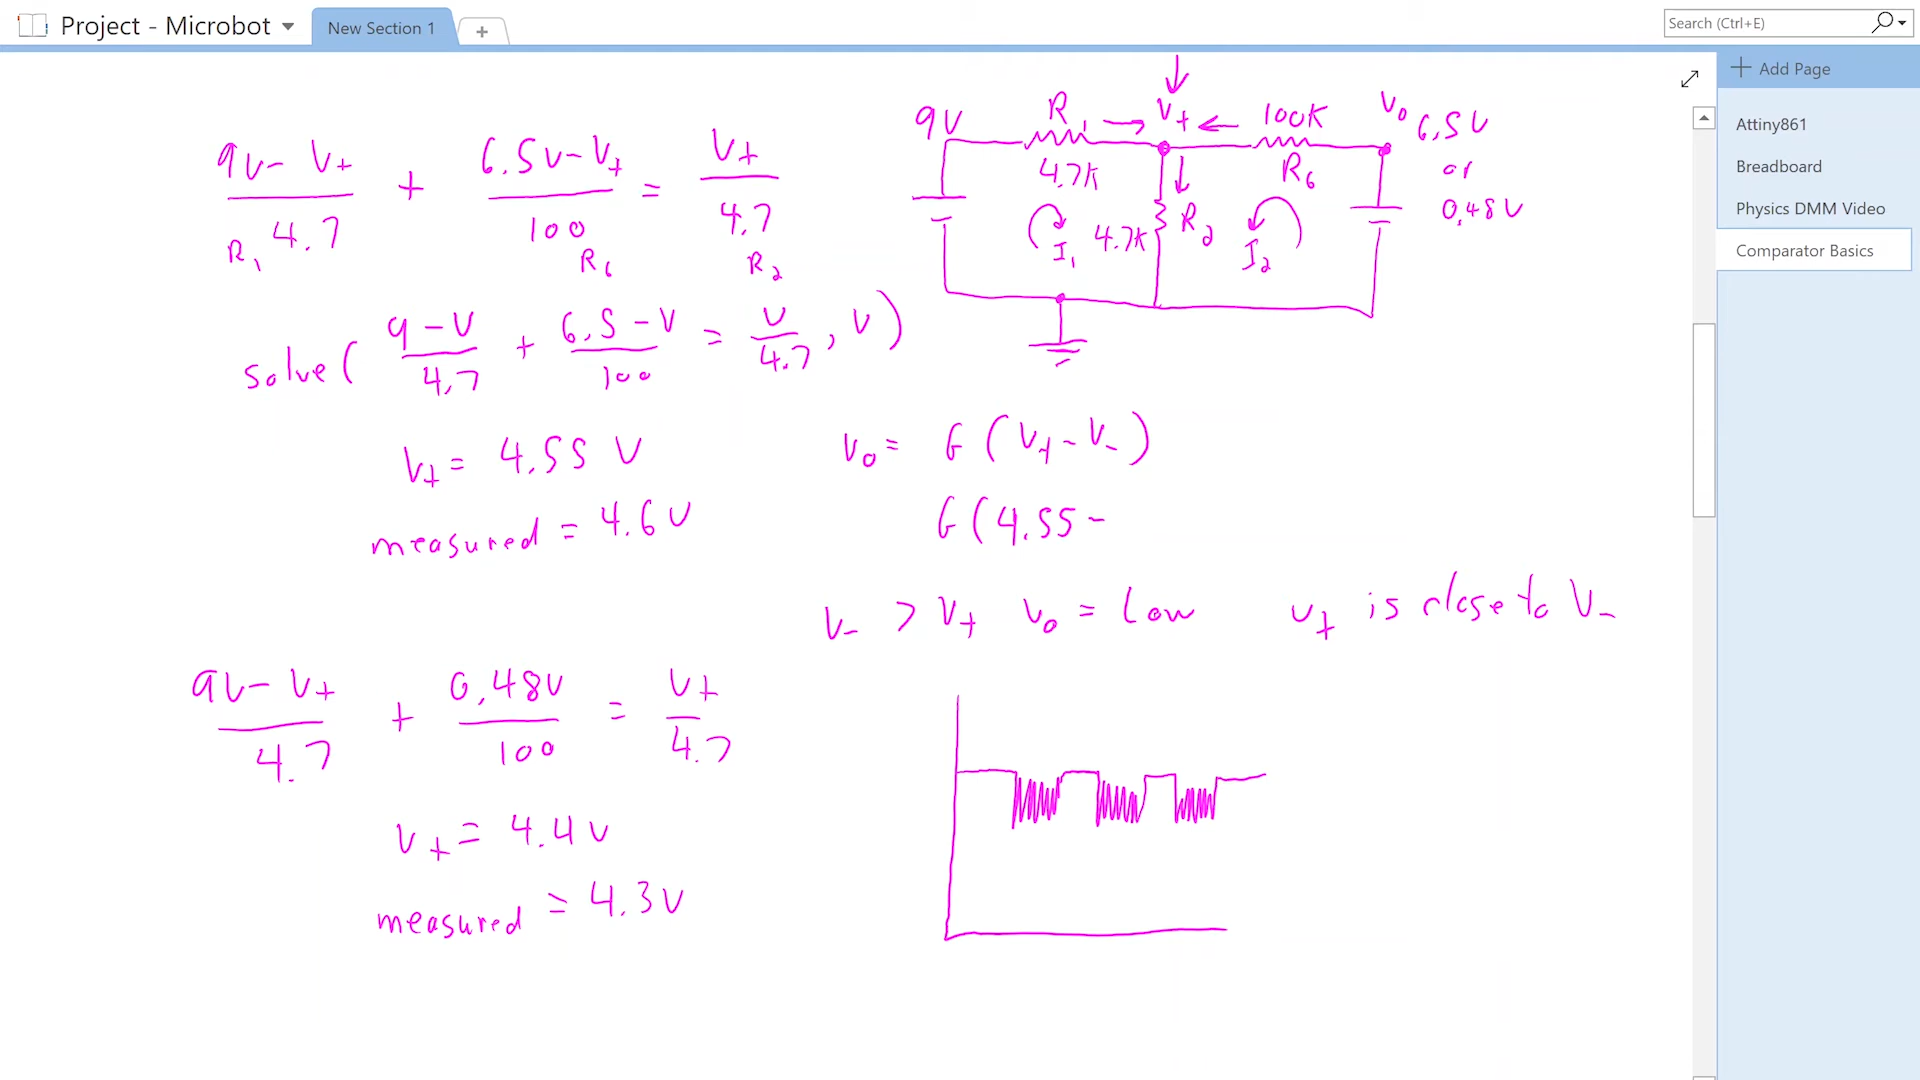 Project - Microbot
New Section 1
+
Search (Ctrl+E)
Add Page
Attiny861
Breadboard
Physics DMM Video
Comparator Basics
9V - V+ / 4.7 + 6.5V - V+ / 100 = V+ / 4.7
R1 R6 R2
9V R1 V+ 100K Vo 6.5V
4.7K R6 or
0.48V
I1 4.7K R2 I2
solve( 9 - V / 4.7 + 6.5 - V / 100 = V / 4.7 , V)
V+ = 4.55 V
measured = 4.6V
Vo = G (V+ - V-)
G (4.55 -
V- > V+ Vo = Low V+ is close to V-
9V - V+ / 4.7 + 0.48V / 100 = V+ / 4.7
V+ = 4.4V
measured = 4.3V